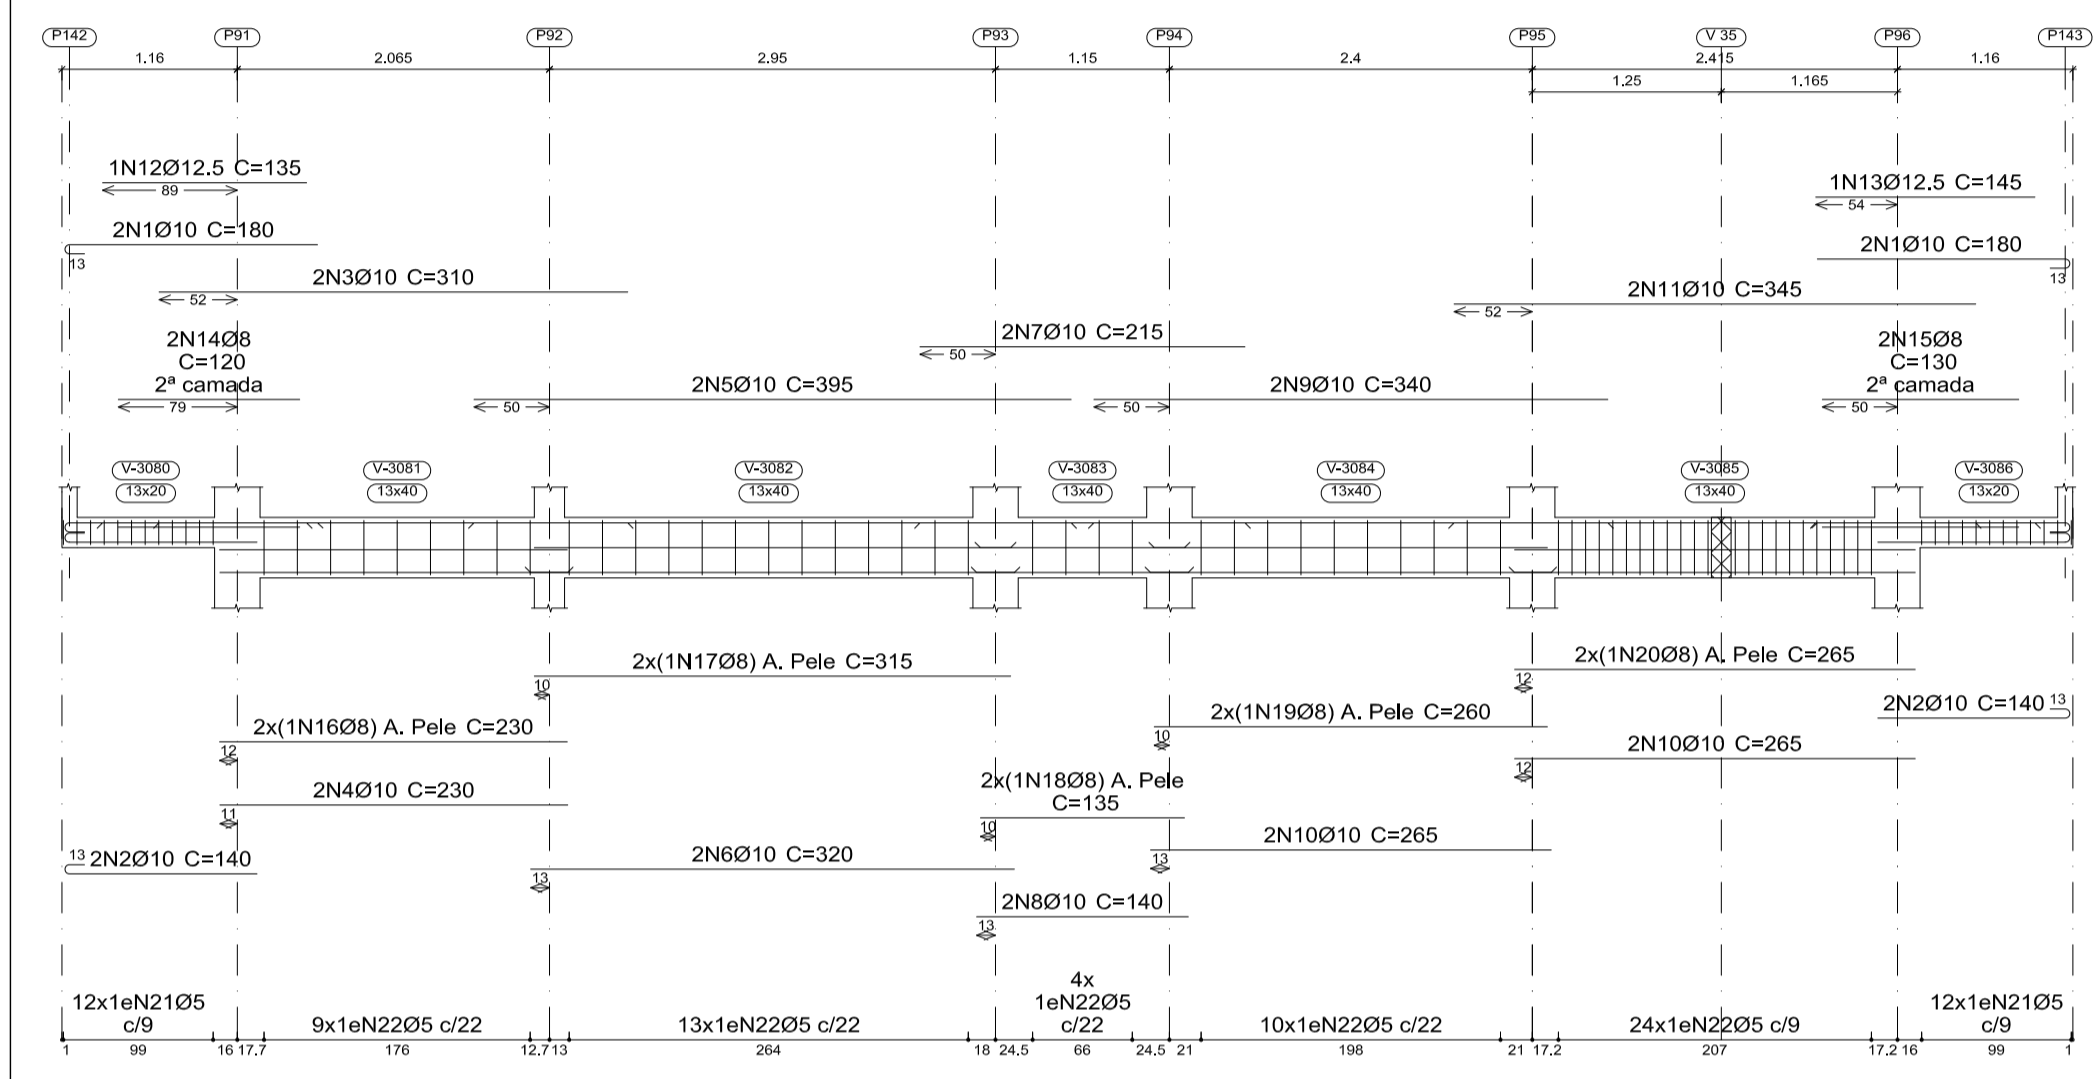 P142 P91 P92 P93 P94 P95 V 35 P96 P143
1.16 2.065 2.95 1.15 2.4 2.415 1.16
1.25 1.165
1N12Ø12.5 C=135
89
1N13Ø12.5 C=145
54
2N1Ø10 C=180
13
2N1Ø10 C=180
13
2N3Ø10 C=310
52
2N11Ø10 C=345
52
2N14Ø8
C=120
2ª camada
79
2N7Ø10 C=215
50
2N15Ø8
C=130
2ª camada
50
2N5Ø10 C=395
50
2N9Ø10 C=340
50
V-3080 V-3081 V-3082 V-3083 V-3084 V-3085 V-3086
13x20 13x40 13x40 13x40 13x40 13x40 13x20
2x(1N17Ø8) A. Pele C=315
10
2x(1N20Ø8) A. Pele C=265
12
2N2Ø10 C=140 13
2x(1N16Ø8) A. Pele C=230
12
2x(1N19Ø8) A. Pele C=260
10
2N10Ø10 C=265
12
2N4Ø10 C=230
11
2x(1N18Ø8) A. Pele
C=135
10
2N10Ø10 C=265
13
13 2N2Ø10 C=140
2N6Ø10 C=320
13
2N8Ø10 C=140
13
12x1eN21Ø5
c/9
9x1eN22Ø5 c/22
13x1eN22Ø5 c/22
4x
1eN22Ø5
c/22
10x1eN22Ø5 c/22
24x1eN22Ø5 c/9
12x1eN21Ø5
c/9
1 99 16 17.7 176 12.7 13 264 18 24.5 66 24.5 21 198 21 17.2 207 17.2 16 99 1